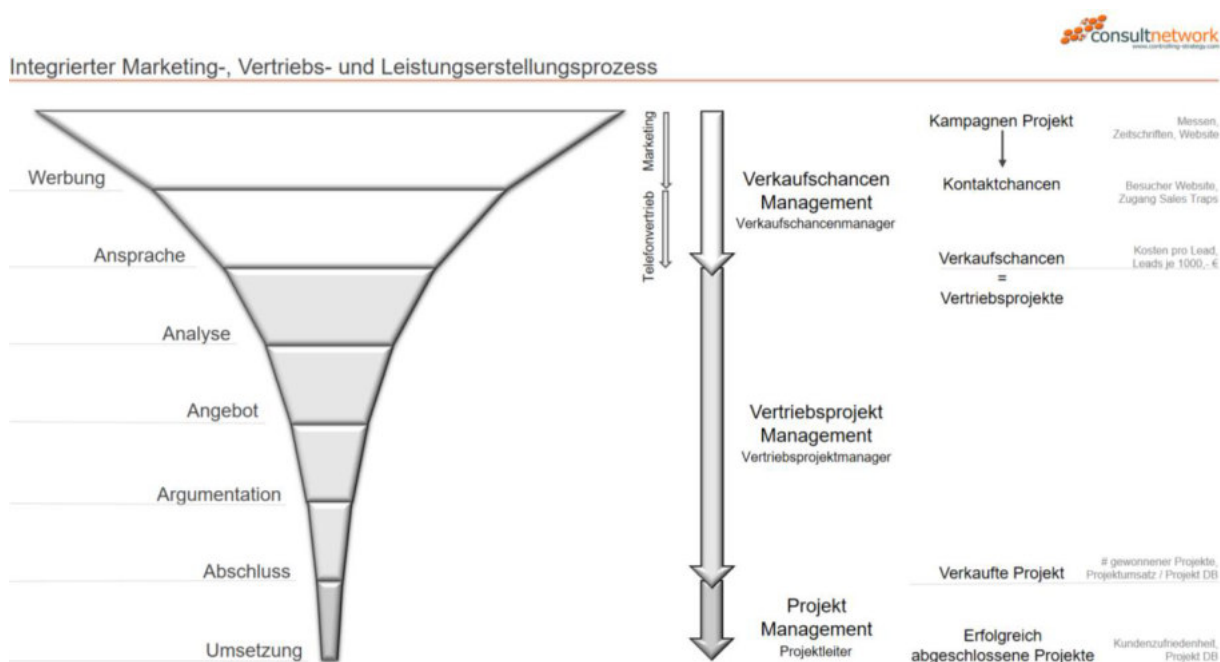 consultnetwork
www.controlling-strategy.com
Integrierter Marketing-, Vertriebs- und Leistungserstellungsprozess
Werbung
Ansprache
Analyse
Angebot
Argumentation
Abschluss
Umsetzung
Marketing
Telefonvertrieb
Verkaufschancen
Management
Verkaufschancenmanager
Vertriebsprojekt
Management
Vertriebsprojektmanager
Projekt
Management
Projektleiter
Kampagnen Projekt
Messen,
Zeitschriften, Website
Kontaktchancen
Besucher Website,
Zugang Sales Traps
Verkaufschancen
Kosten pro Lead,
Leads je 1000,- €
=
Vertriebsprojekte
Verkaufte Projekt
# gewonnener Projekte,
Projektumsatz / Projekt DB
Erfolgreich
abgeschlossene Projekte
Kundenzufriedenheit,
Projekt DB